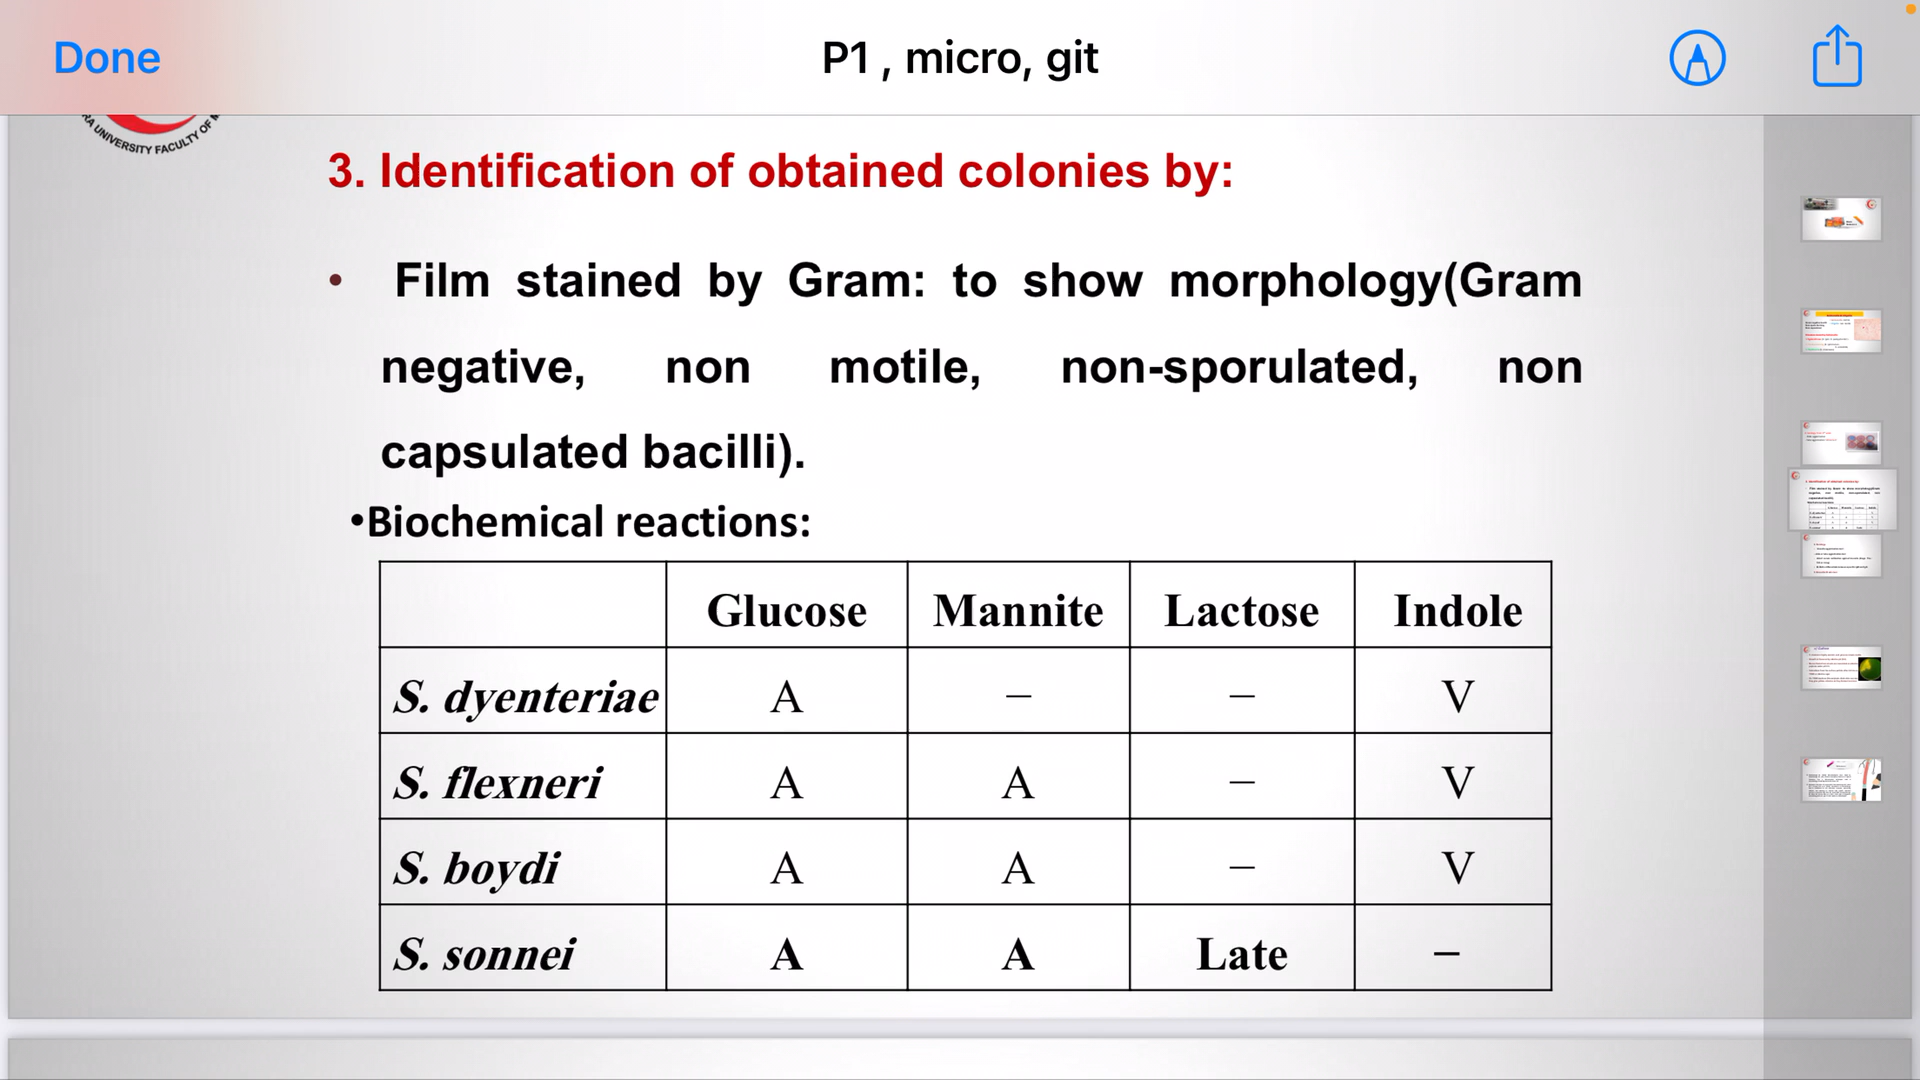 Done
P1 , micro, git
UNIVERSITY FACULTY OF
3. Identification of obtained colonies by:
• Film stained by Gram: to show morphology(Gram
negative, non motile, non-sporulated, non
capsulated bacilli).
•Biochemical reactions:
Glucose Mannite Lactose Indole
S. dyenteriae A – – V
S. flexneri A A – V
S. boydi A A – V
S. sonnei A A Late –